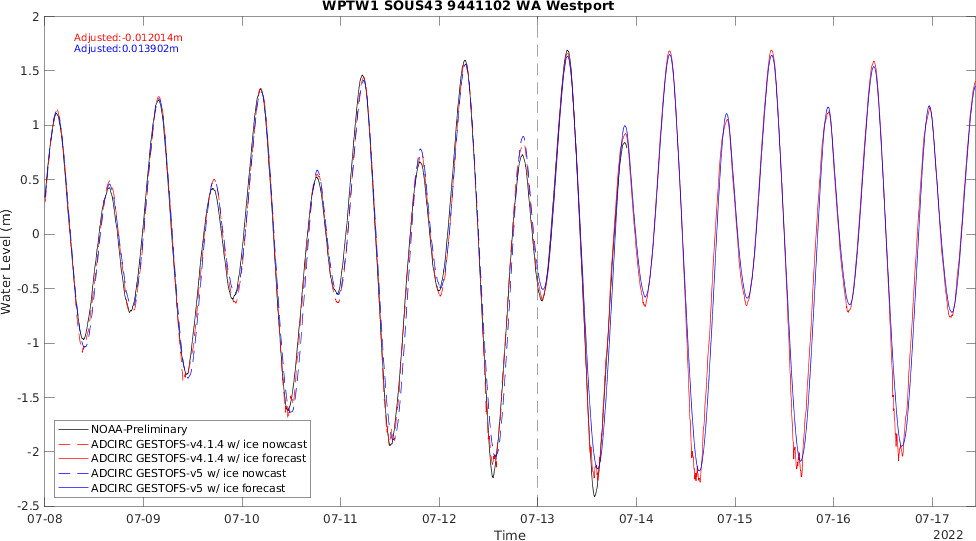 WPTW1 SOUS43 9441102 WA Westport
Adjusted:-0.012014m
Adjusted:0.013902m
2
1.5
1
0.5
0
-0.5
-1
-1.5
-2
-2.5
Water Level (m)
NOAA-Preliminary
ADCIRC GESTOFS-v4.1.4 w/ ice nowcast
ADCIRC GESTOFS-v4.1.4 w/ ice forecast
ADCIRC GESTOFS-v5 w/ ice nowcast
ADCIRC GESTOFS-v5 w/ ice forecast
07-08 07-09 07-10 07-11 07-12 07-13 07-14 07-15 07-16 07-17
2022
Time